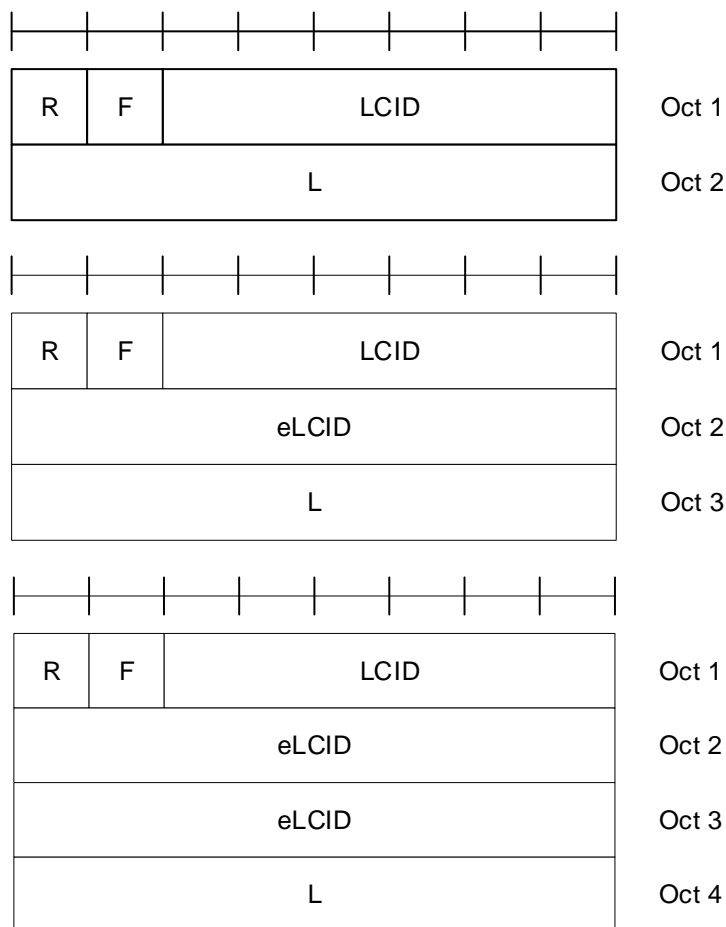 R F LCID Oct 1
L Oct 2
R F LCID Oct 1
eLCID Oct 2
L Oct 3
R F LCID Oct 1
eLCID Oct 2
eLCID Oct 3
L Oct 4